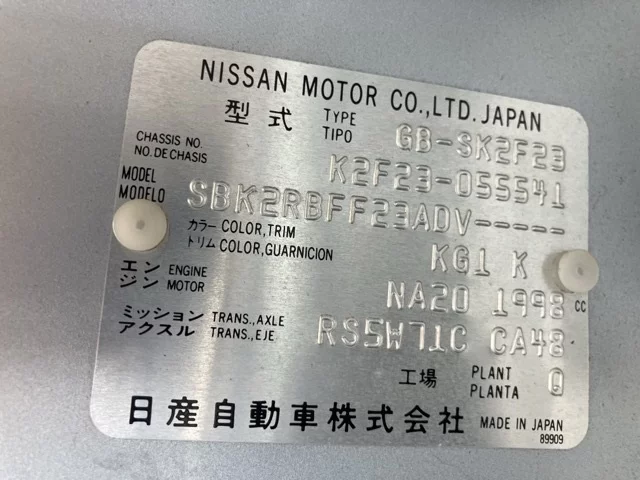 NISSAN MOTOR CO.,LTD. JAPAN
型式 TYPE TIPO GB-SK2F23
CHASSIS NO. NO. DE CHASIS K2F23-055541
MODEL MODELO SBK2RBFF23ADV-----
カラー COLOR, TRIM
トリム COLOR, GUARNICION KG1 K
エンジン ENGINE MOTOR NA20 1998 CC
ミッション TRANS., AXLE
アクスル TRANS., EJE RS5W71C CA48
工場 PLANT PLANTA Q
日産自動車株式会社 MADE IN JAPAN
89909